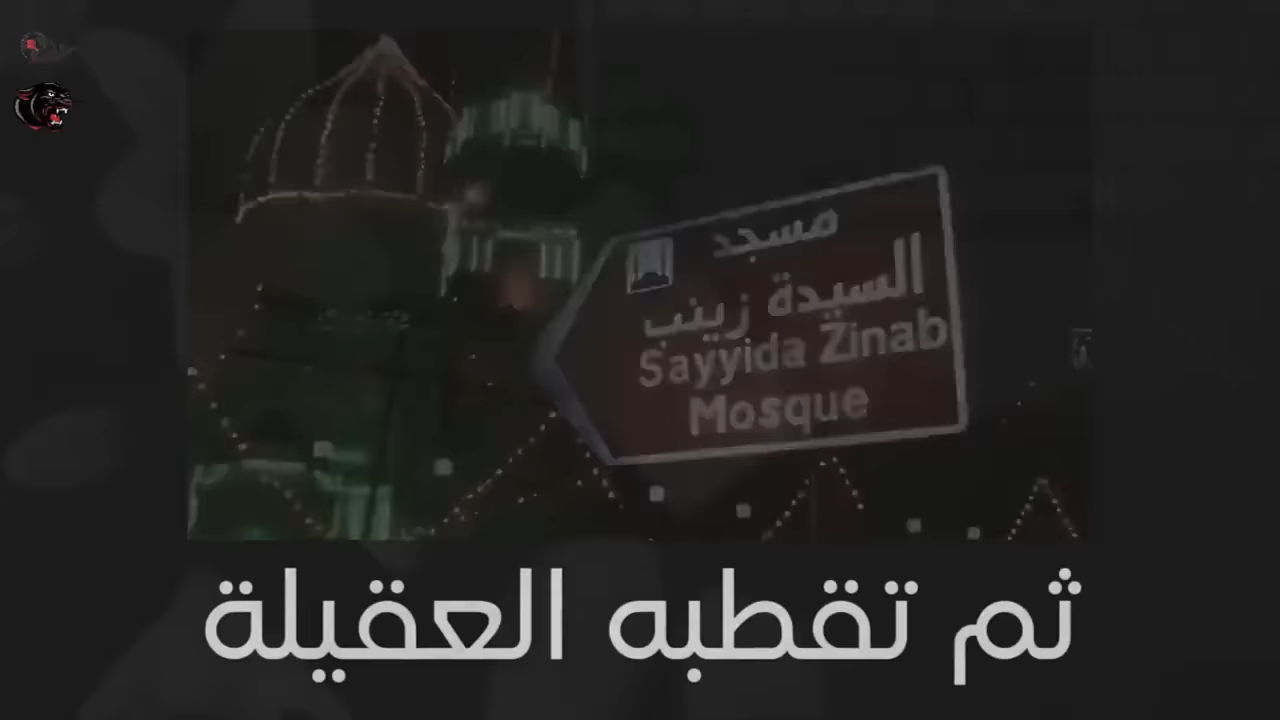 مسجد
السيدة زينب
Sayyida Zinab
Mosque
ثم تقطبه العقيلة